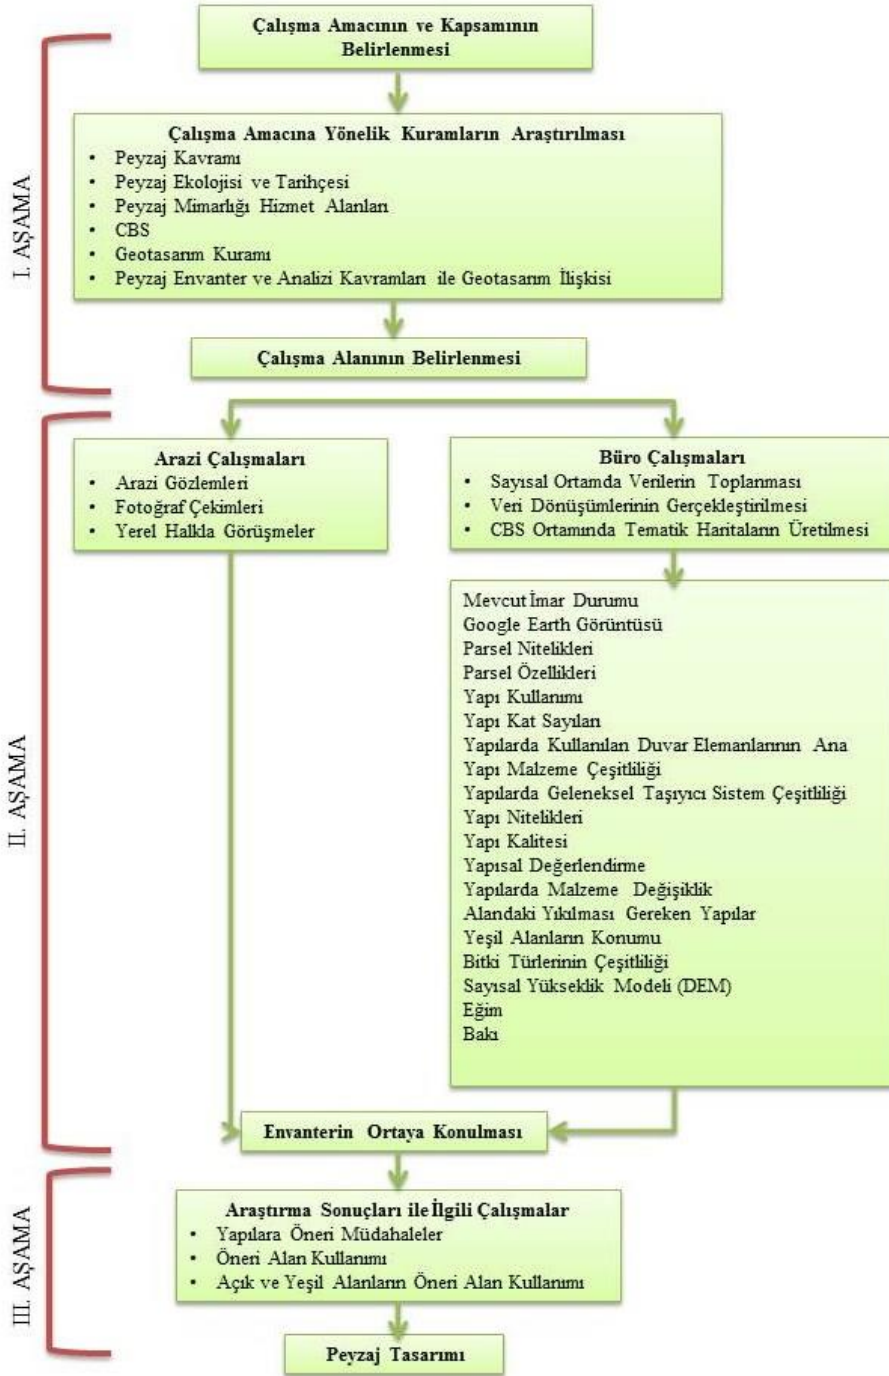 I. AŞAMA
Çalışma Amacının ve Kapsamının
Belirlenmesi
Çalışma Amacına Yönelik Kuramların Araştırılması
• Peyzaj Kavramı
• Peyzaj Ekolojisi ve Tarihçesi
• Peyzaj Mimarlığı Hizmet Alanları
• CBS
• Geotasarım Kuramı
• Peyzaj Envanter ve Analizi Kavramları ile Geotasarım İlişkisi
Çalışma Alanının Belirlenmesi
II. AŞAMA
Arazi Çalışmaları
• Arazi Gözlemleri
• Fotoğraf Çekimleri
• Yerel Halkla Görüşmeler
Büro Çalışmaları
• Sayısal Ortamda Verilerin Toplanması
• Veri Dönüşümlerinin Gerçekleştirilmesi
• CBS Ortamında Tematik Haritaların Üretilmesi
Mevcut İmar Durumu
Google Earth Görüntüsü
Parsel Nitelikleri
Parsel Özellikleri
Yapı Kullanımı
Yapı Kat Sayıları
Yapılarda Kullanılan Duvar Elemanlarının Ana
Yapı Malzeme Çeşitliliği
Yapılarda Geleneksel Taşıyıcı Sistem Çeşitliliği
Yapı Nitelikleri
Yapı Kalitesi
Yapısal Değerlendirme
Yapılarda Malzeme Değişiklik
Alandaki Yıkılması Gereken Yapılar
Yeşil Alanların Konumu
Bitki Türlerinin Çeşitliliği
Sayısal Yükseklik Modeli (DEM)
Eğim
Bakı
Envanterin Ortaya Konulması
III. AŞAMA
Araştırma Sonuçları ile İlgili Çalışmalar
• Yapılara Öneri Müdahaleler
• Öneri Alan Kullanımı
• Açık ve Yeşil Alanların Öneri Alan Kullanımı
Peyzaj Tasarımı